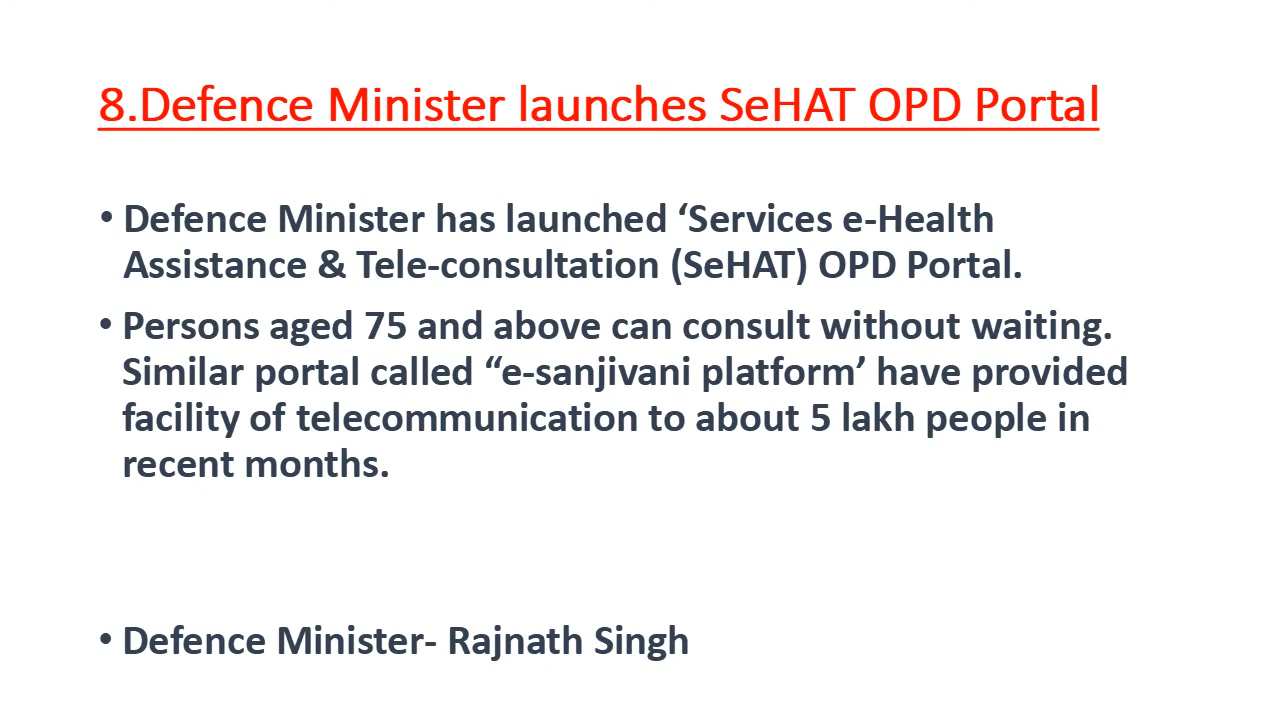 8.Defence Minister launches SeHAT OPD Portal
• Defence Minister has launched ‘Services e-Health
Assistance & Tele-consultation (SeHAT) OPD Portal.
• Persons aged 75 and above can consult without waiting.
Similar portal called “e-sanjivani platform’ have provided
facility of telecommunication to about 5 lakh people in
recent months.
• Defence Minister- Rajnath Singh